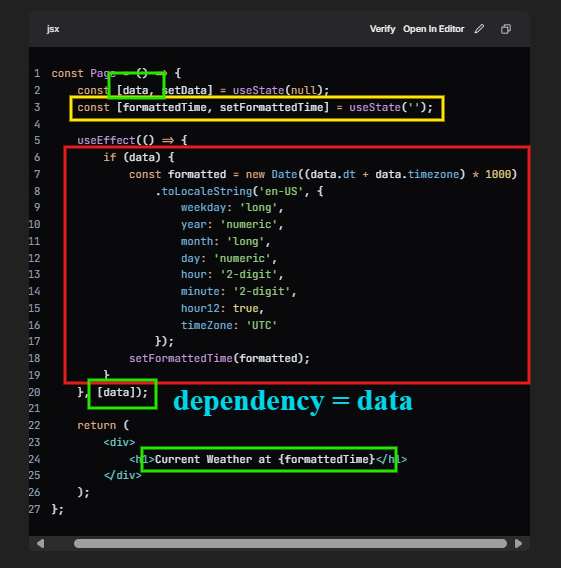 jsx
Verify Open In Editor
1 const Page = () => {
2 const [data, setData] = useState(null);
3 const [formattedTime, setFormattedTime] = useState('');
4
5 useEffect(() => {
6 if (data) {
7 const formatted = new Date((data.dt + data.timezone) * 1000)
8 .toLocaleString('en-US', {
9 weekday: 'long',
10 year: 'numeric',
11 month: 'long',
12 day: 'numeric',
13 hour: '2-digit',
14 minute: '2-digit',
15 hour12: true,
16 timeZone: 'UTC'
17 });
18 setFormattedTime(formatted);
19 }
20 }, [data]);
dependency = data
21
22 return (
23 <div>
24 <h1>Current Weather at {formattedTime}</h1>
25 </div>
26 );
27 };